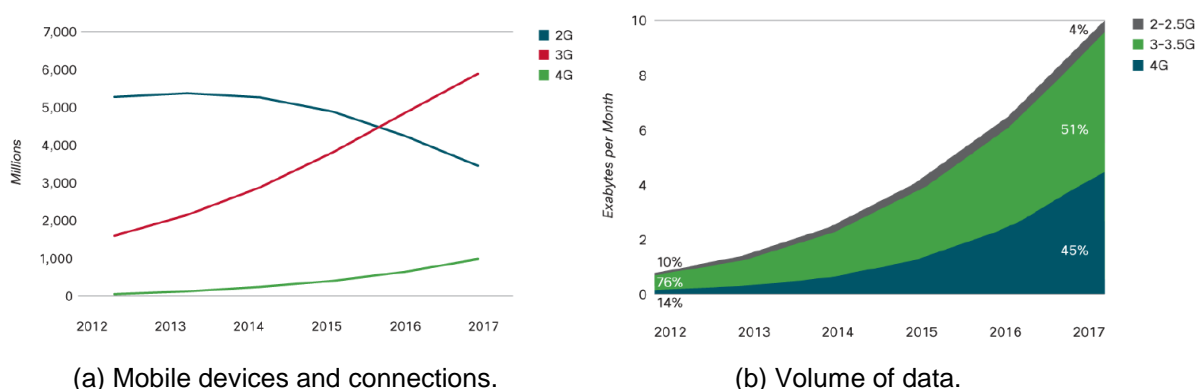 7,000
6,000
5,000
4,000
3,000
2,000
1,000
0
Millions
2012 2013 2014 2015 2016 2017
2G
3G
4G
(a) Mobile devices and connections.
10
8
6
4
2
0
Exabytes per Month
10%
76%
14%
4%
51%
45%
2012 2013 2014 2015 2016 2017
2-2.5G
3-3.5G
4G
(b) Volume of data.